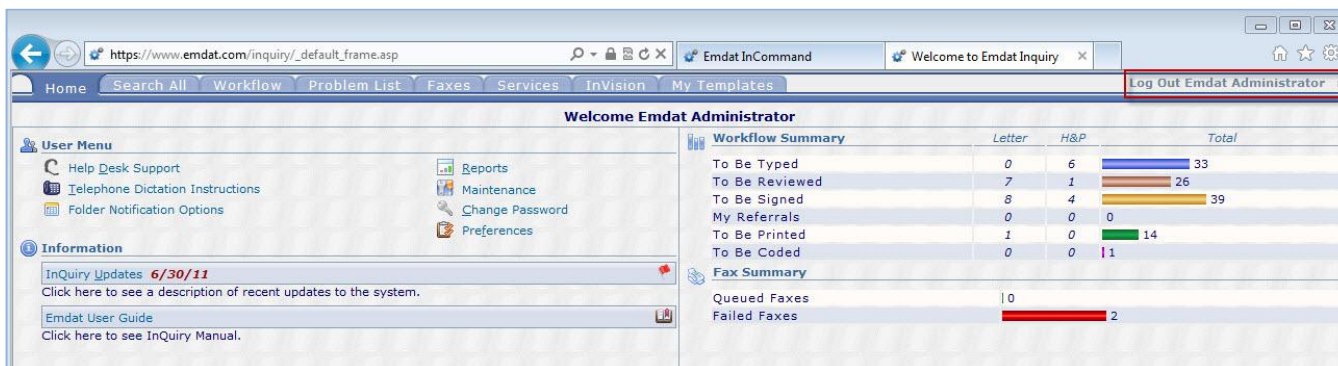 https://www.emdat.com/inquiry/_default_frame.asp
Emdat InCommand
Welcome to Emdat Inquiry
Home Search All Workflow Problem List Faxes Services InVision My Templates
Log Out Emdat Administrator
Welcome Emdat Administrator
User Menu
Help Desk Support
Telephone Dictation Instructions
Folder Notification Options
Reports
Maintenance
Change Password
Preferences
Information
InQuiry Updates 6/30/11
Click here to see a description of recent updates to the system.
Emdat User Guide
Click here to see InQuiry Manual.
Workflow Summary Letter H&P Total
To Be Typed 0 6 33
To Be Reviewed 7 1 26
To Be Signed 8 4 39
My Referrals 0 0 0
To Be Printed 1 0 14
To Be Coded 0 0 1
Fax Summary
Queued Faxes 0
Failed Faxes 2